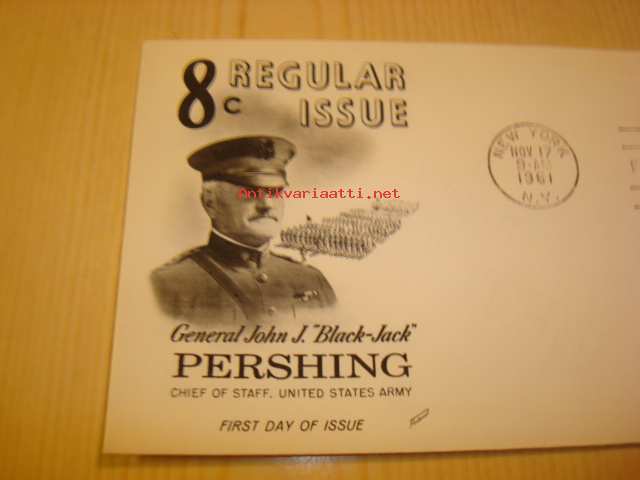 8c REGULAR
ISSUE
NEW YORK
NOV 17
9-AM
1961
N.Y.
Antikvariaatti.net
General John J. "Black-Jack"
PERSHING
CHIEF OF STAFF, UNITED STATES ARMY
FIRST DAY OF ISSUE